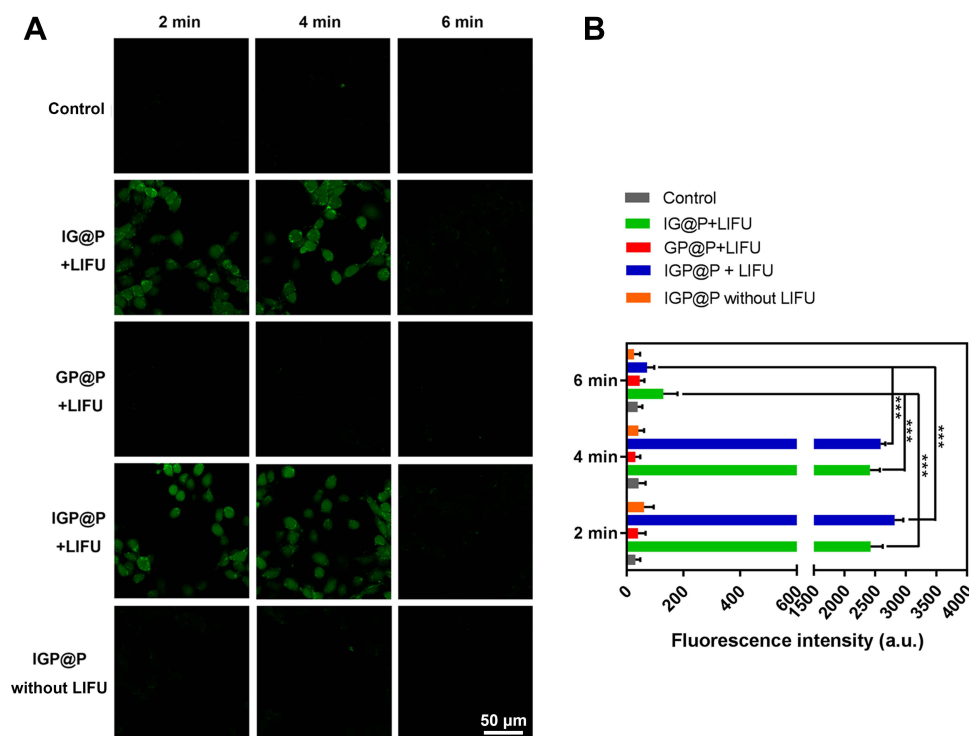 A
B
2 min
4 min
6 min
Control
IG@P
+LIFU
GP@P
+LIFU
IGP@P
+LIFU
IGP@P
without LIFU
50 µm
Control
IG@P+LIFU
GP@P+LIFU
IGP@P + LIFU
IGP@P without LIFU
6 min
4 min
2 min
***
***
***
***
0
200
400
600
1500
2000
2500
3000
3500
4000
Fluorescence intensity (a.u.)